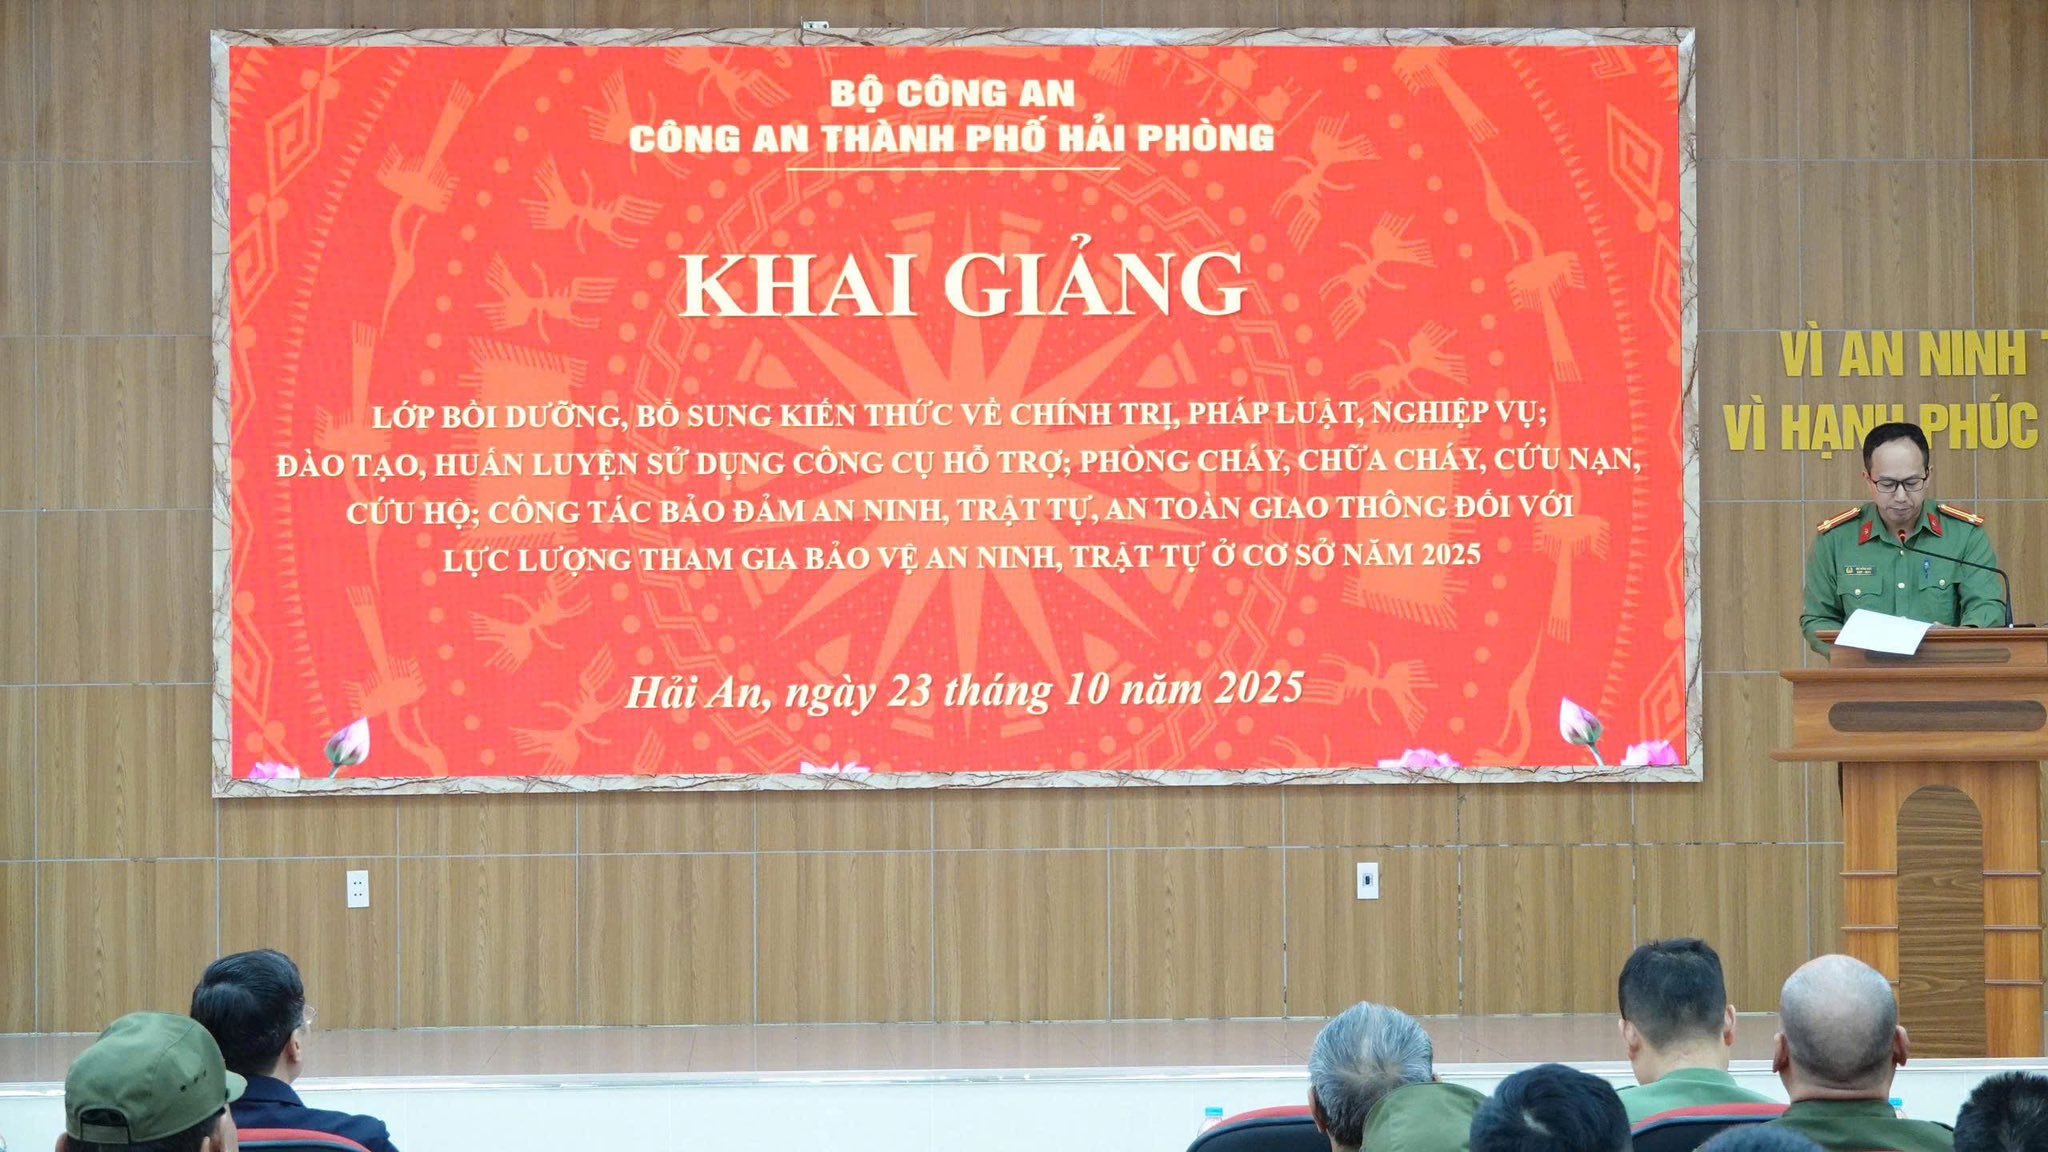 BỘ CÔNG AN
CÔNG AN THÀNH PHỐ HẢI PHÒNG
KHAI GIẢNG
LỚP BỒI DƯỠNG, BỔ SUNG KIẾN THỨC VỀ CHÍNH TRỊ, PHÁP LUẬT, NGHIỆP VỤ;
ĐÀO TẠO, HUẤN LUYỆN SỬ DỤNG CÔNG CỤ HỖ TRỢ; PHÒNG CHÁY, CHỮA CHÁY, CỨU NẠN,
CỨU HỘ; CÔNG TÁC BẢO ĐẢM AN NINH, TRẬT TỰ, AN TOÀN GIAO THÔNG ĐỐI VỚI
LỰC LƯỢNG THAM GIA BẢO VỆ AN NINH, TRẬT TỰ Ở CƠ SỞ NĂM 2025
Hải An, ngày 23 tháng 10 năm 2025
VÌ AN NINH
VÌ HẠNH PHÚC